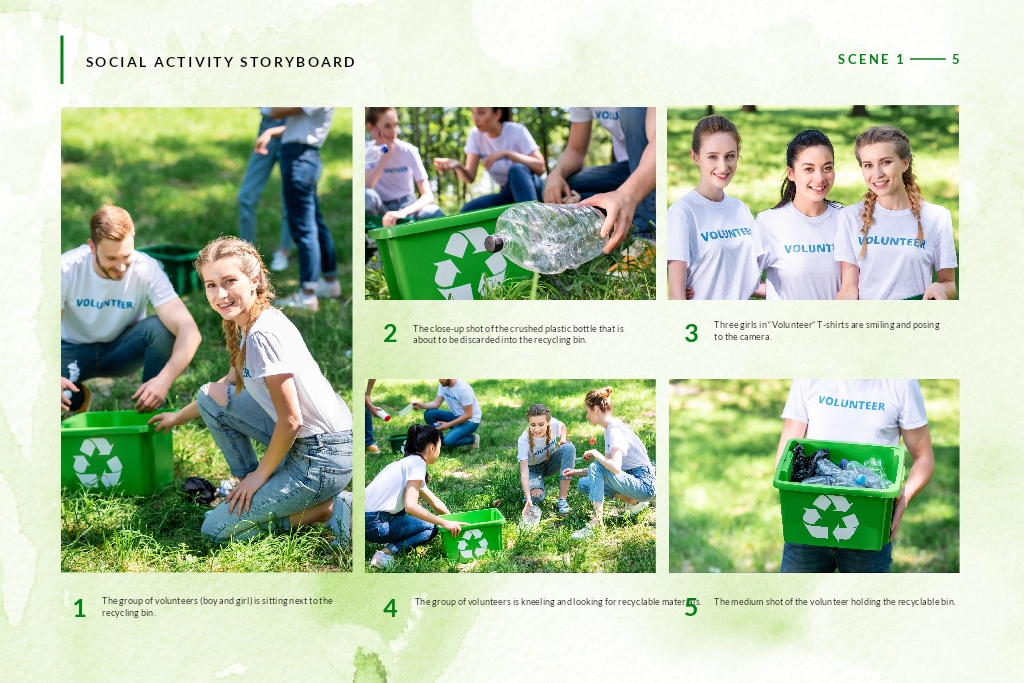 SOCIAL ACTIVITY STORYBOARD
SCENE 1 — 5
VOLUNTEER
1
The group of volunteers (boy and girl) is sitting next to the
recycling bin.
2
The close-up shot of the crushed plastic bottle that is
about to be discarded into the recycling bin.
VOLUNTEER
VOLUNTE
VOLUNTEER
3
Three girls in "Volunteer" T-shirts are smiling and posing
to the camera.
4
The group of volunteers is kneeling and looking for recyclable
VOLUNTEER
5
The medium shot of the volunteer holding the recyclable bin.